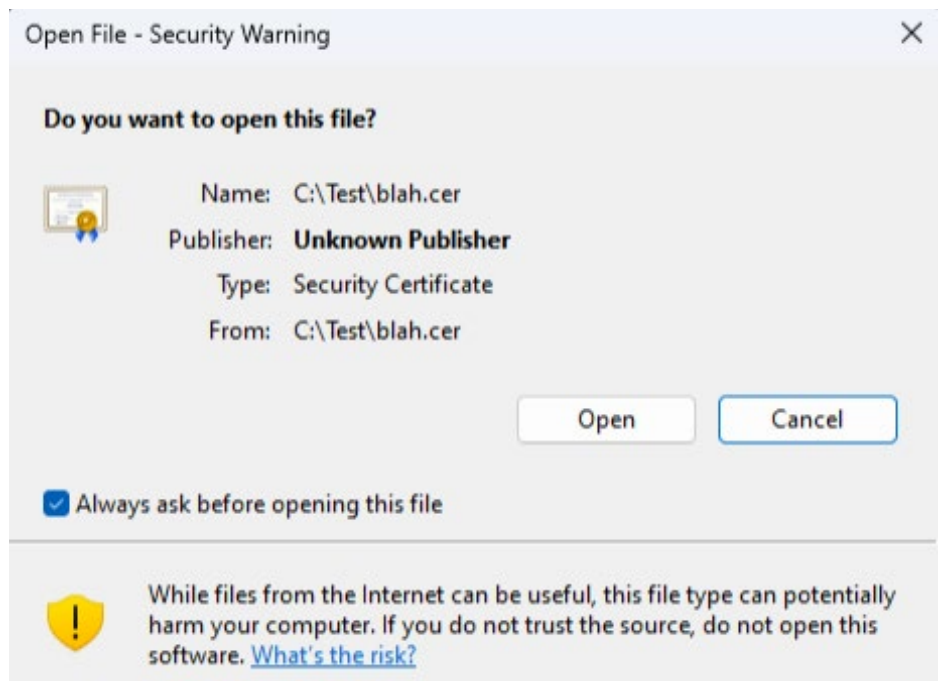 Open File - Security Warning
Do you want to open this file?
Name: C:\Test\blah.cer
Publisher: Unknown Publisher
Type: Security Certificate
From: C:\Test\blah.cer
Open Cancel
Always ask before opening this file
While files from the Internet can be useful, this file type can potentially
harm your computer. If you do not trust the source, do not open this
software. What's the risk?